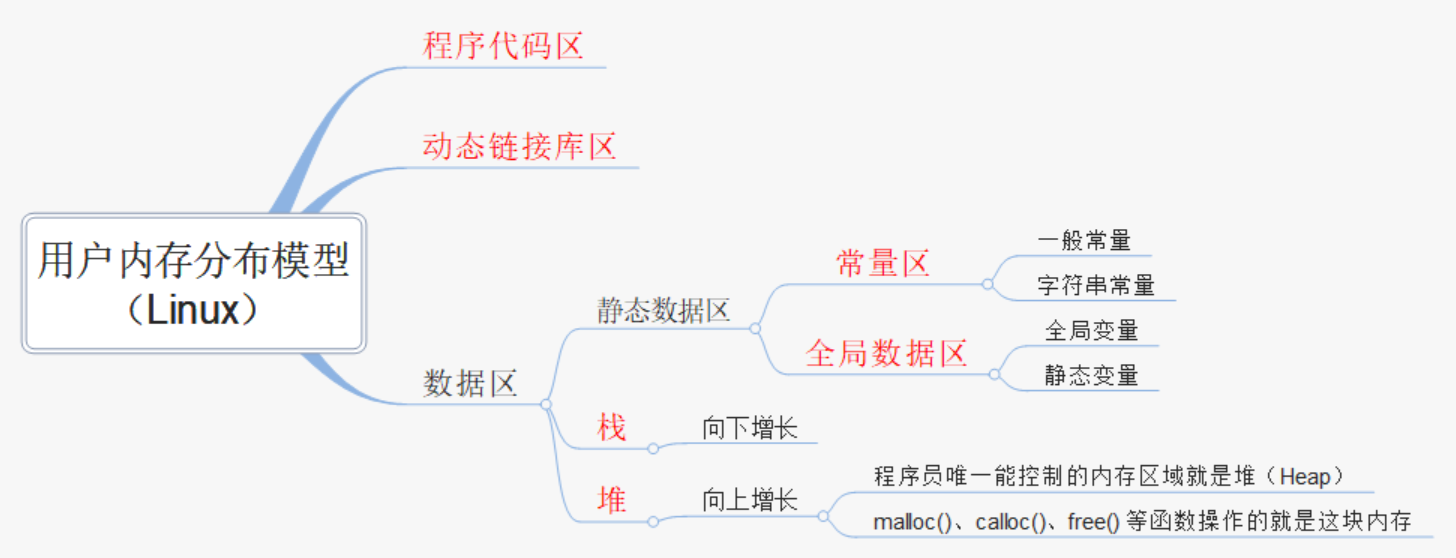 程序代码区
动态链接库区
用户内存分布模型
（Linux）
数据区
静态数据区
常量区
一般常量
字符串常量
全局数据区
全局变量
静态变量
栈
向下增长
堆
向上增长
程序员唯一能控制的内存区域就是堆（Heap）
malloc()、calloc()、free() 等函数操作的就是这块内存